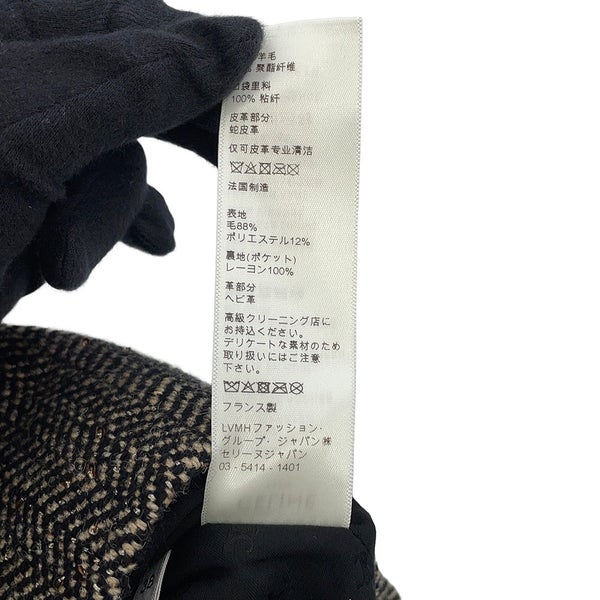 羊毛
% 聚酯纤维
口袋里料
100% 粘纤
皮革部分:
蛇皮革
仅可皮革专业清洁
法国制造
表地
毛88%
ポリエステル12%
裏地(ポケット)
レーヨン100%
革部分
ヘビ革
高級クリーニング店に
お持込ください。
デリケートな素材のため
取り扱いにはご注意
下さい。
フランス製
LVMHファッション・
グループ・ジャパン㈱
セリーヌジャパン
03 - 5414 - 1401